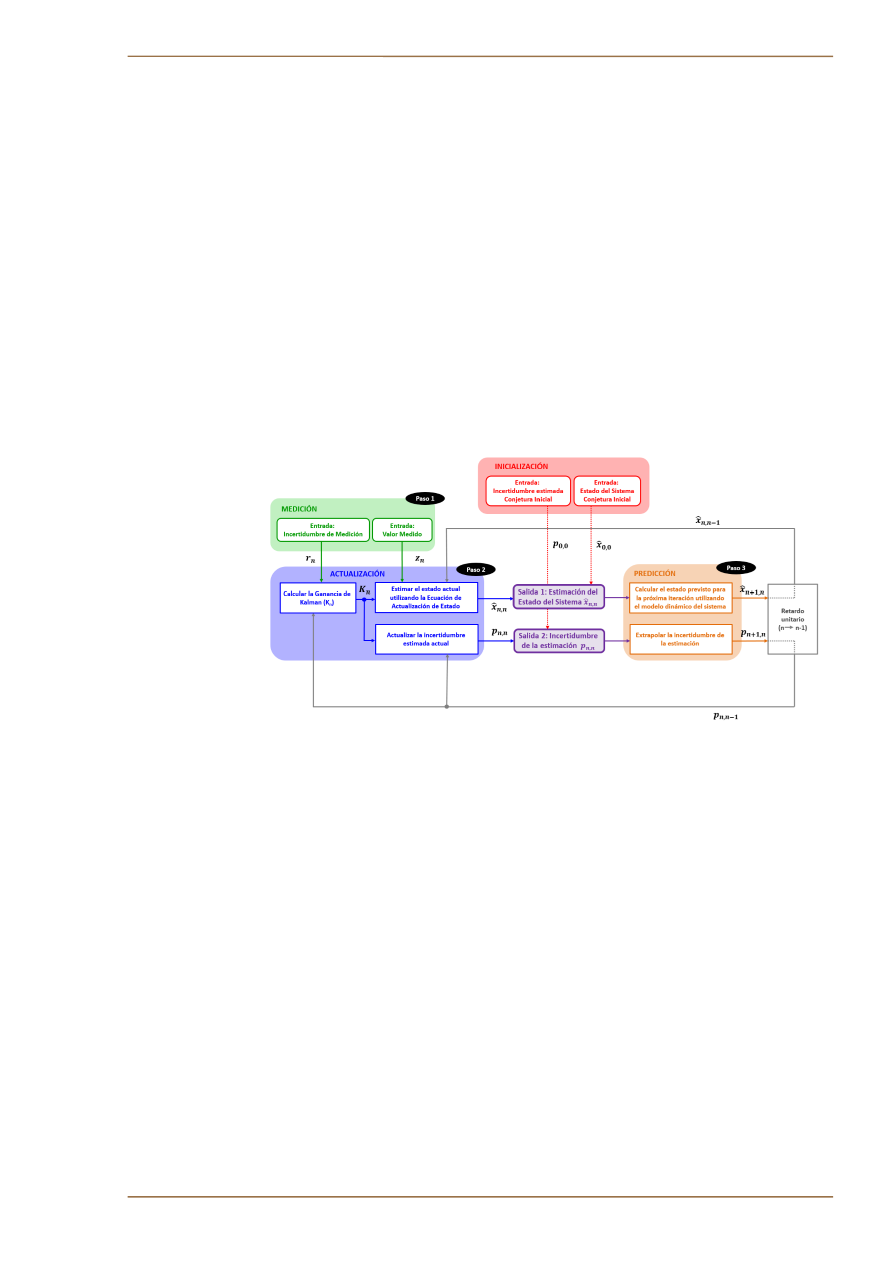 INICIALIZACIÓN
Entrada:
Incertidumbre estimada
Conjetura Inicial
Entrada:
Estado del Sistema
Conjetura Inicial
Paso 1
MEDICIÓN
Entrada:
Incertidumbre de Medición
Entrada:
Valor Medido
r_n
z_n
p_{0,0}
x̂_{0,0}
x̂_{n,n−1}
Paso 2
ACTUALIZACIÓN
Calcular la Ganancia de
Kalman (K_n)
K_n
Estimar el estado actual
utilizando la Ecuación de
Actualización de Estado
Actualizar la incertidumbre
estimada actual
x̂_{n,n}
p_{n,n}
Salida 1: Estimación del
Estado del Sistema x̂_{n,n}
Salida 2: Incertidumbre
de la estimación p_{n,n}
Paso 3
PREDICCIÓN
Calcular el estado previsto para
la próxima iteración utilizando
el modelo dinámico del sistema
Extrapolar la incertidumbre de
la estimación
x̂_{n+1,n}
p_{n+1,n}
Retardo
unitario
(n→ n-1)
p_{n,n−1}